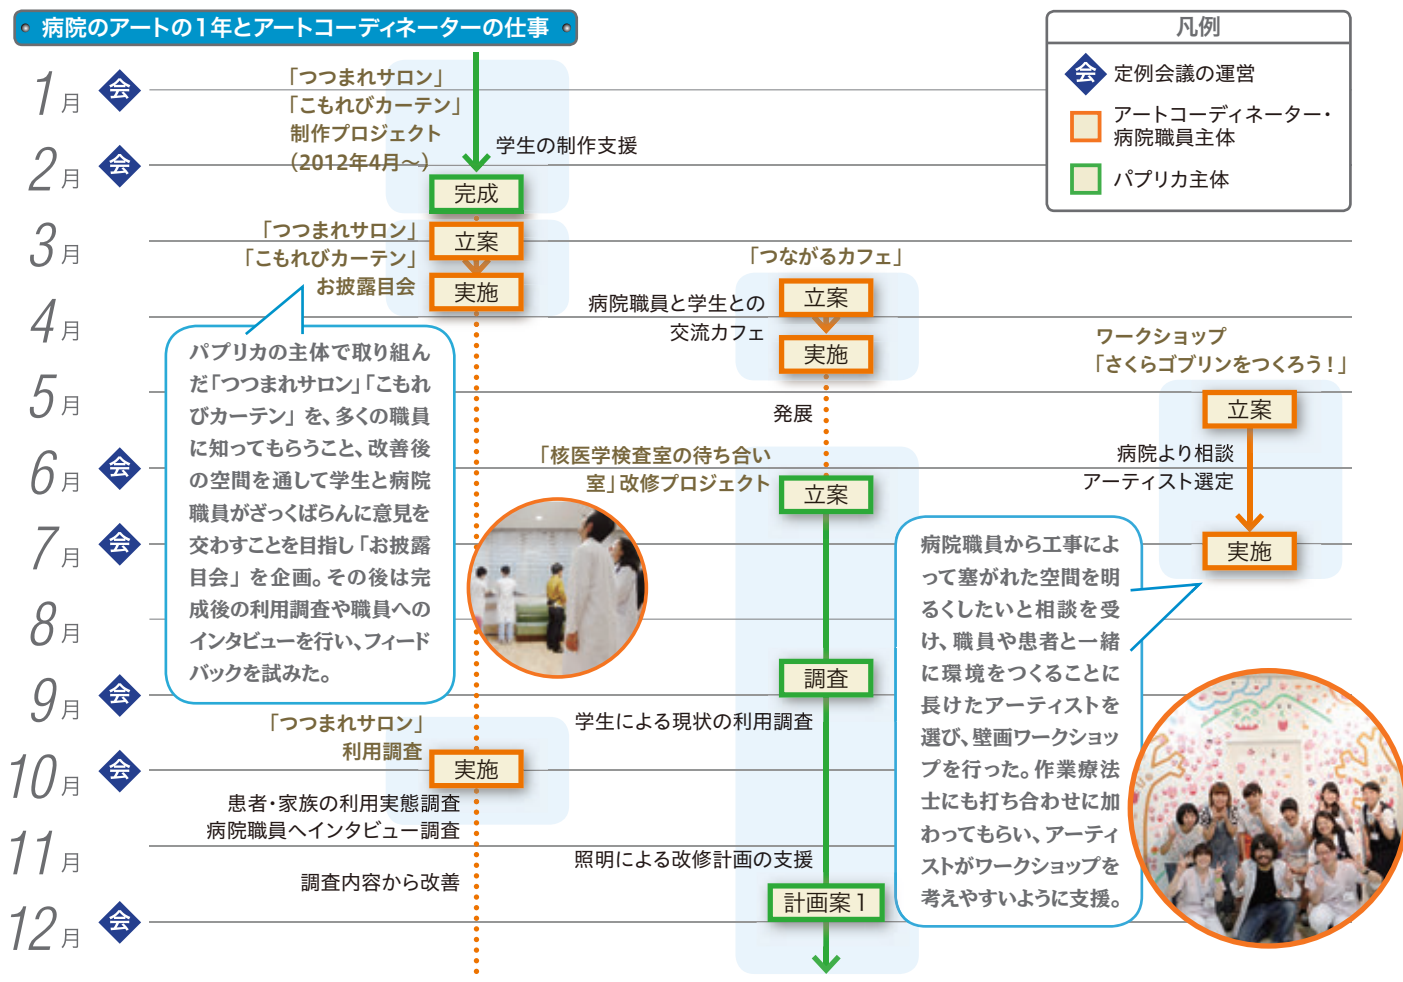 病院のアートの1年とアートコーディネーターの仕事
凡例
会 定例会議の運営
アートコーディネーター・
病院職員主体
パプリカ主体
1月 会
2月 会
3月
4月
5月
6月 会
7月 会
8月
9月 会
10月 会
11月
12月 会
「つつまれサロン」
「こもれびカーテン」
制作プロジェクト
(2012年4月〜)
学生の制作支援
完成
「つつまれサロン」
「こもれびカーテン」
お披露目会
立案
実施
パプリカの主体で取り組ん
だ「つつまれサロン」「こもれ
びカーテン」を、多くの職員
に知ってもらうこと、改善後
の空間を通して学生と病院
職員がざっくばらんに意見を
交わすことを目指し「お披露
目会」を企画。その後は完
成後の利用調査や職員への
インタビューを行い、フィード
バックを試みた。
「つつまれサロン」
利用調査
実施
患者・家族の利用実態調査
病院職員へインタビュー調査
調査内容から改善
「つながるカフェ」
立案
病院職員と学生との
交流カフェ
実施
発展
「核医学検査室の待ち合い
室」改修プロジェクト
立案
調査
学生による現状の利用調査
照明による改修計画の支援
計画案1
ワークショップ
「さくらゴブリンをつくろう！」
立案
病院より相談
アーティスト選定
実施
病院職員から工事によ
って塞がれた空間を明
るくしたいと相談を受
け、職員や患者と一緒
に環境をつくることに
長けたアーティストを
選び、壁画ワークショッ
プを行った。作業療法
士にも打ち合わせに加
わってもらい、アーティ
ストがワークショップを
考えやすいように支援。